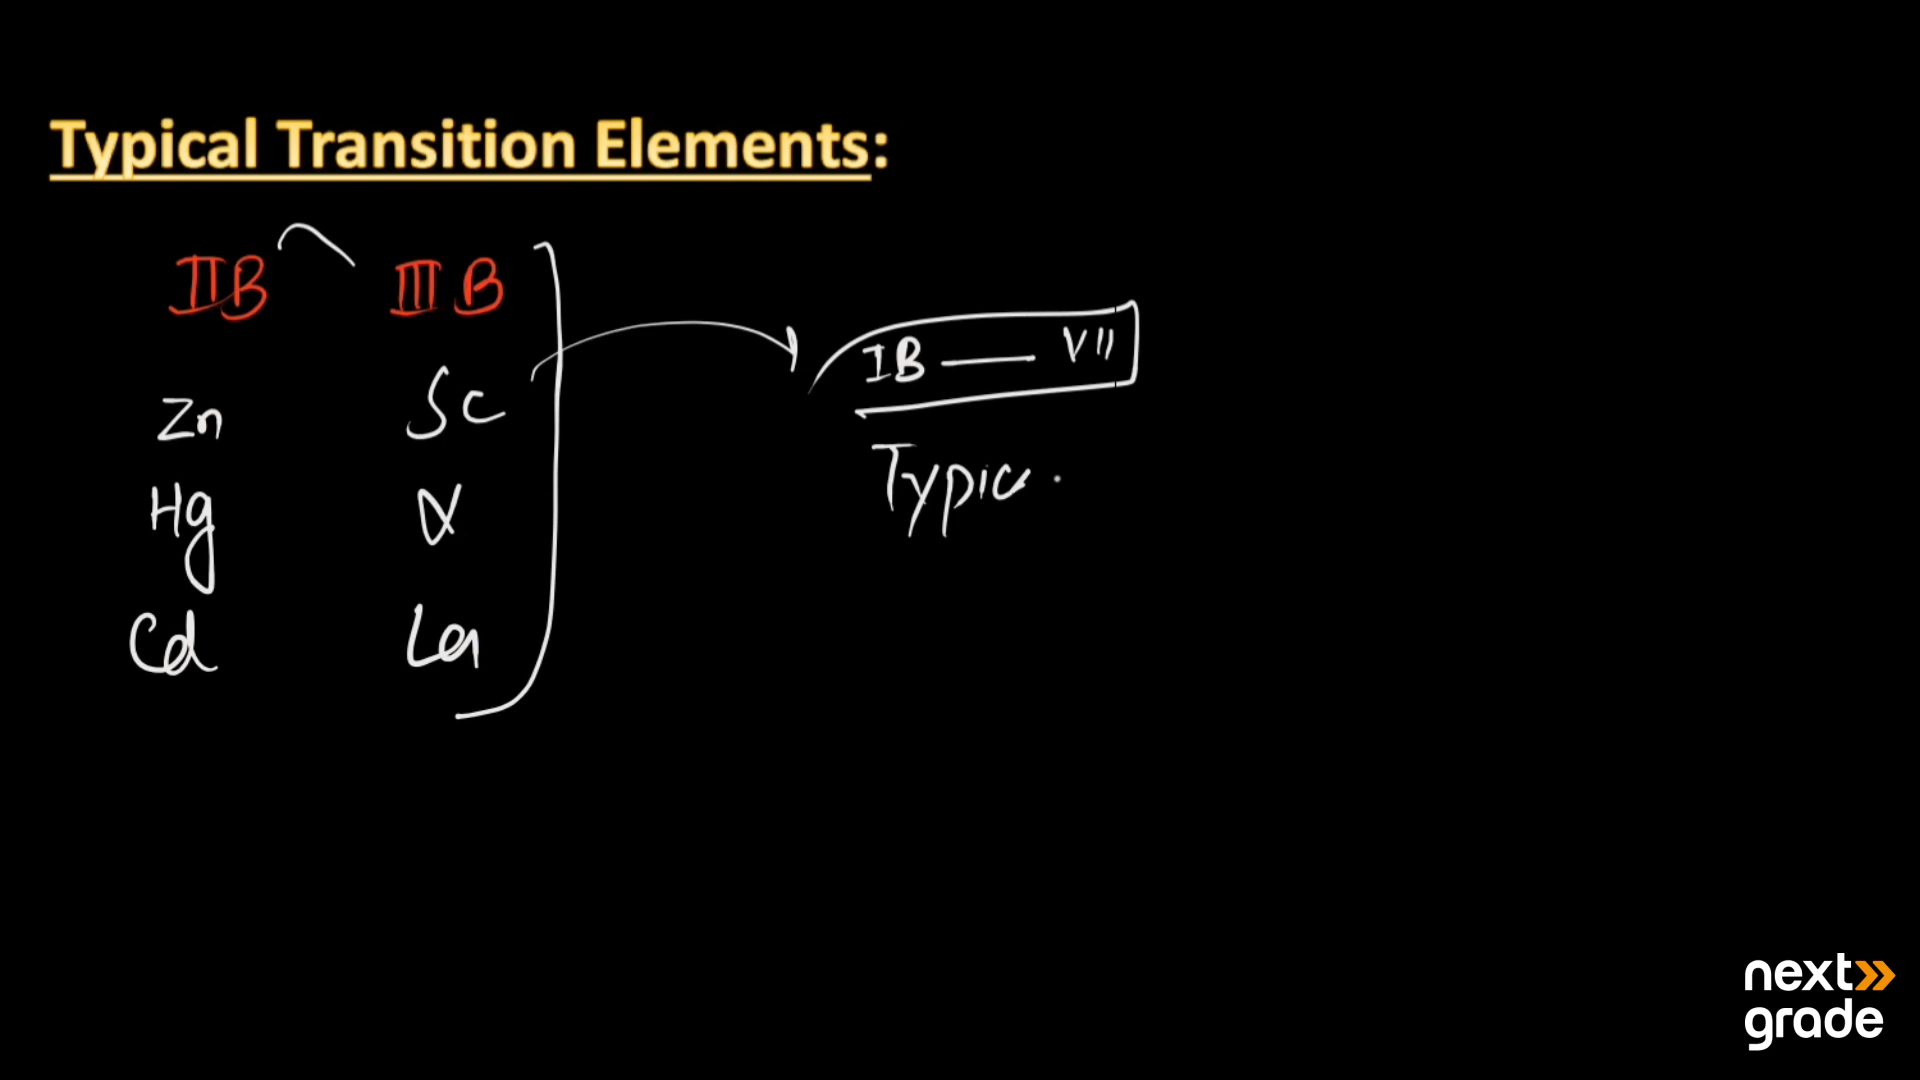 Typical Transition Elements:
IIB IIIB
IB — VII
Zn Sc
Typic
Hg
Cd La
next
grade